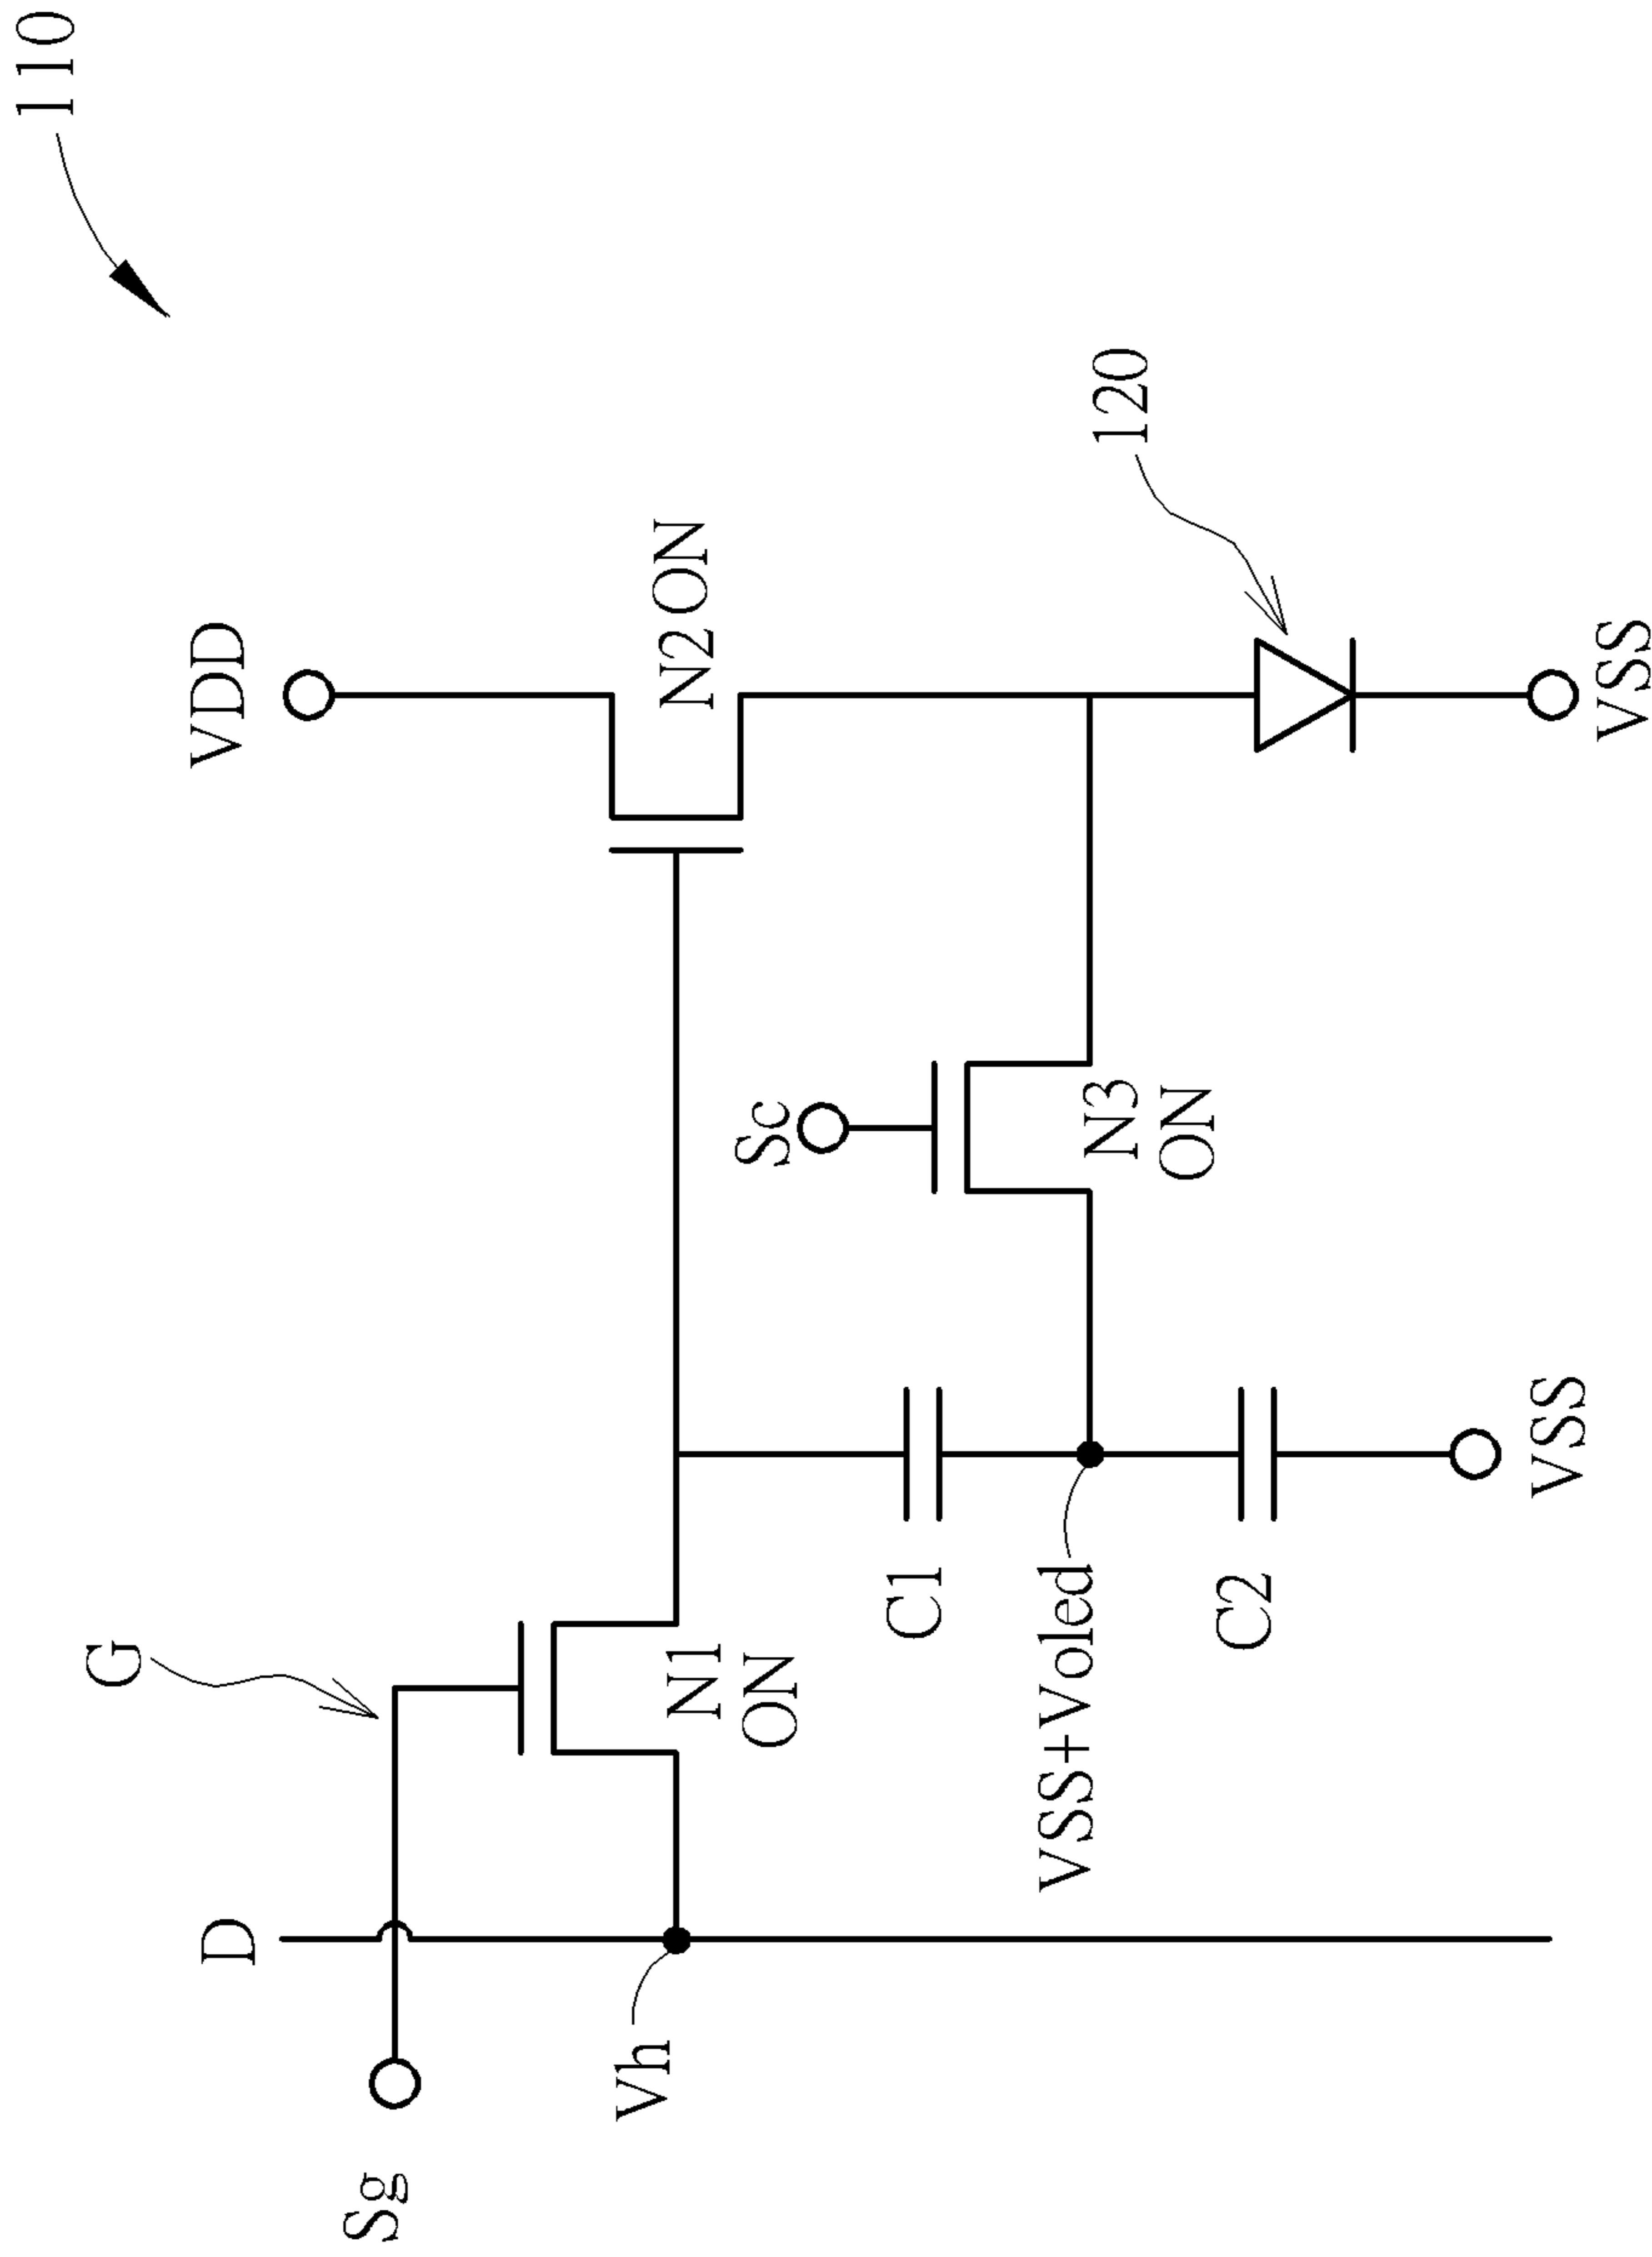 110
VDD
D
G
Sg
N2 ON
Sc
120
Vh
N1
ON
N3
ON
C1
VSS+Voled
C2
VSS
VSS